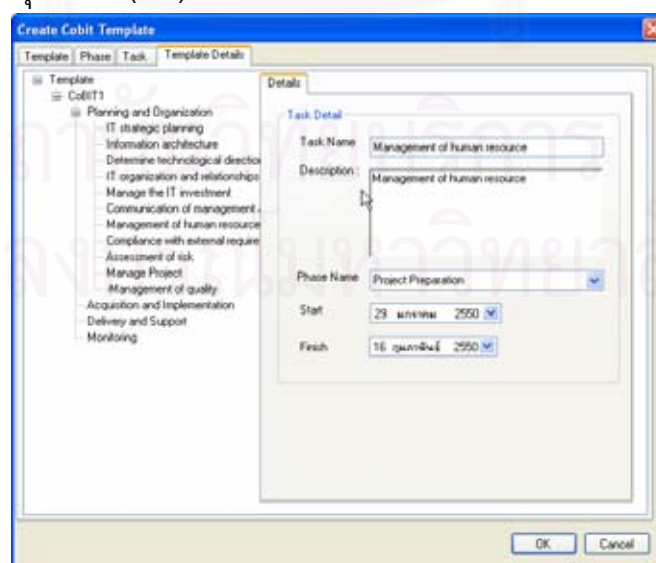 Create Cobit Template
Template Phase Task Template Details
Template
CoBIT1
Planning and Organization
IT strategic planning
Information architecture
Determine technological directio
IT organization and relationships
Manage the IT investment
Communication of management
Management of human resource
Compliance with external require
Assessment of risk
Manage Project
Management of quality
Acquisition and Implementation
Delivery and Support
Monitoring
Details
Task Detail
Task Name Management of human resource
Description : Management of human resource
Phase Name Project Preparation
Start 29 มกราคม 2550
Finish 16 กุมภาพันธ์ 2550
OK Cancel